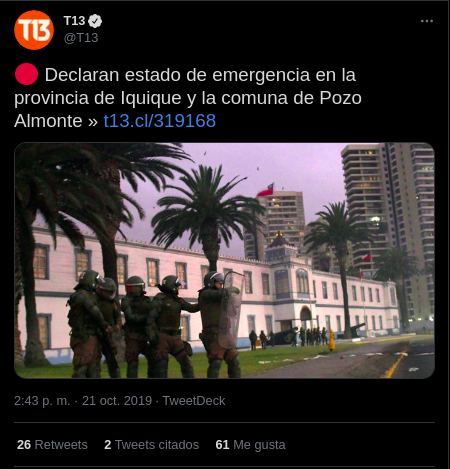 T13
T13
@T13
Declaran estado de emergencia en la
provincia de Iquique y la comuna de Pozo
Almonte » t13.cl/319168
2:43 p. m. · 21 oct. 2019 · TweetDeck
26 Retweets 2 Tweets citados 61 Me gusta